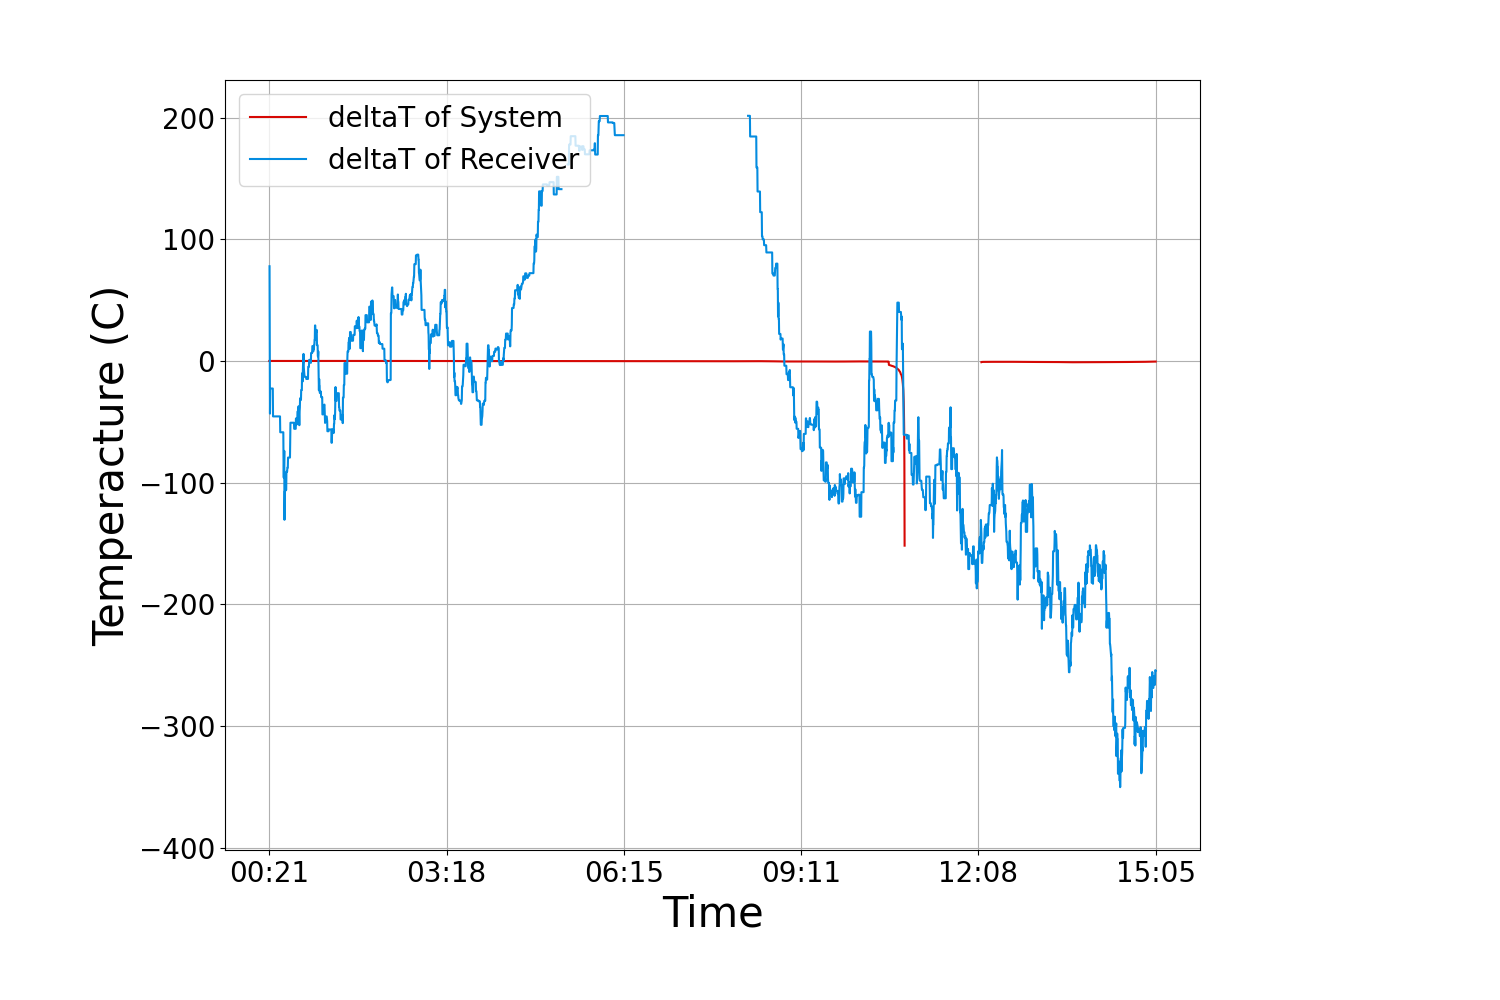 deltaT of System
deltaT of Receiver
200
100
0
−100
−200
−300
−400
Temperacture (C)
00:21 03:18 06:15 09:11 12:08 15:05
Time